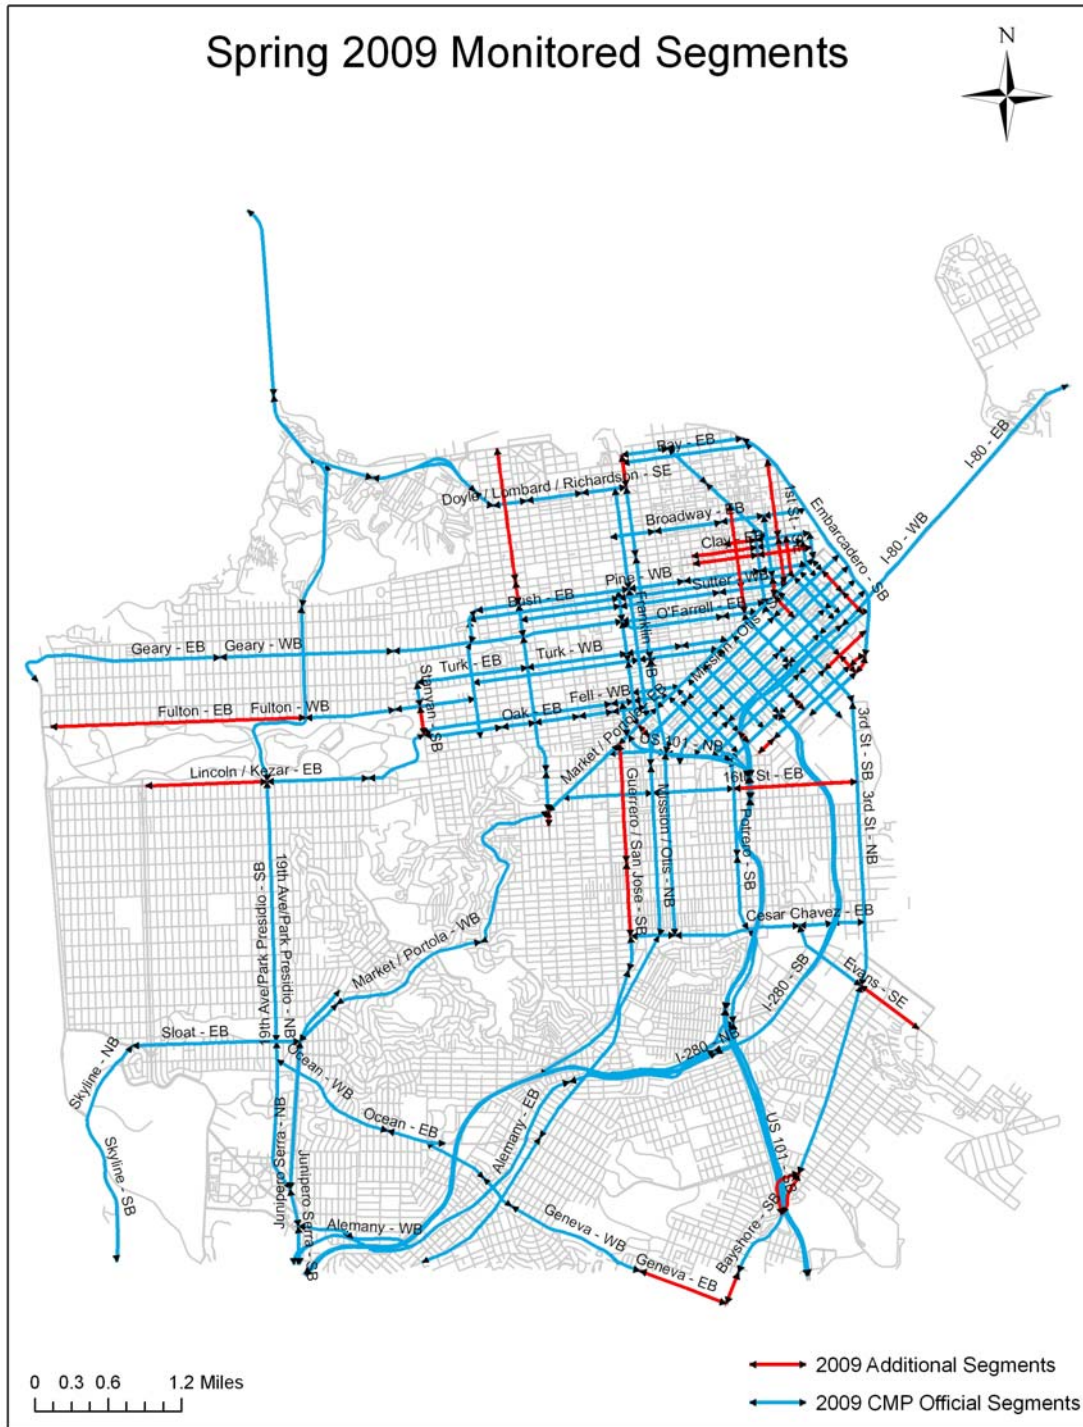 Spring 2009 Monitored Segments
N
I-80 - EB
I-80 - WB
Bay - EB
Doyle / Lombard / Richardson - SE
1st St -
Embarcadero - SB
Broadway - EB
Pine - WB
Sutter - WB
Bush - EB
O'Farrell - EB
Franklin
Geary - EB
Geary - WB
Turk - EB
Turk - WB
Mission / Otis
Stanyan - SB
Fell - WB
Fulton - EB
Fulton - WB
Oak - EB
Market / Portola
US 101 - NB
3rd St - SB
Lincoln / Kezar - EB
16th St - EB
3rd St - NB
Guerrero / San Jose - SB
Mission / Otis - NB
Potrero - SB
19th Ave/Park Presidio - SB
19th Ave/Park Presidio - NB
Cesar Chavez - EB
Market / Portola - WB
Evans - SE
I-280 - SB
Sloat - EB
I-280 - NB
Skyline - NB
Ocean - WB
Ocean - EB
Alemany - EB
US 101 - SB
Junipero Serra - NB
Skyline - SB
Junipero Serra - SB
Alemany - WB
Geneva - WB
Bayshore - SB
Geneva - EB
0 0.3 0.6 1.2 Miles
2009 Additional Segments
2009 CMP Official Segments